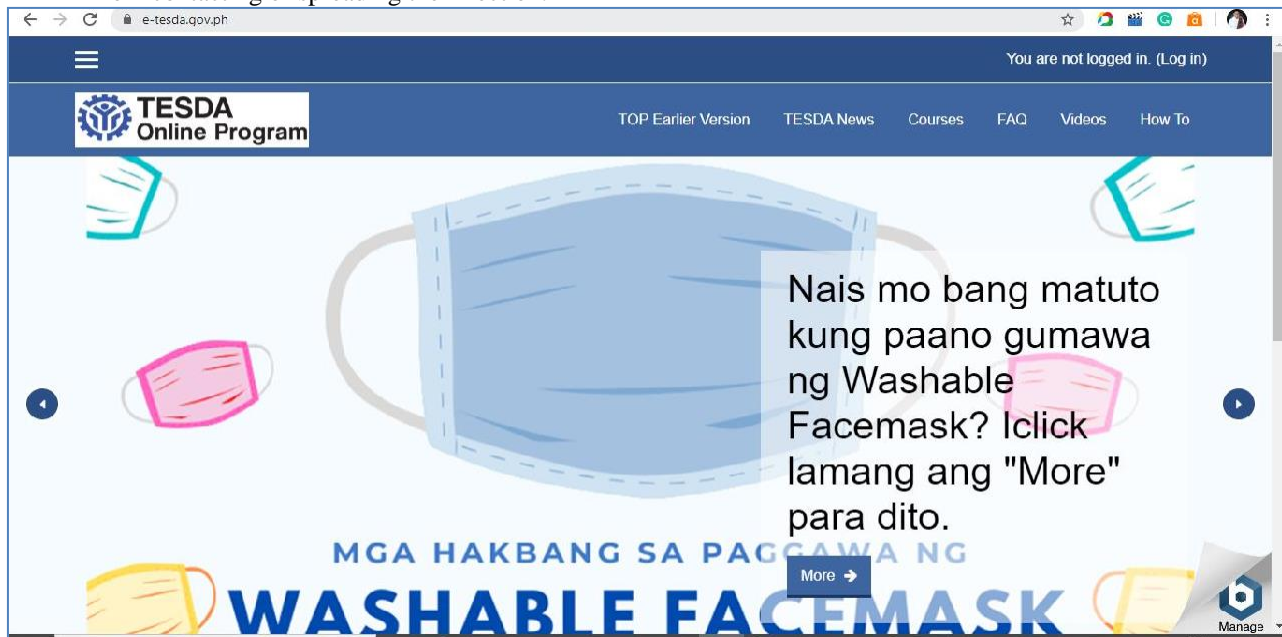 e-tesda.gov.ph
You are not logged in. (Log in)
TESDA
Online Program
TOP Earlier Version TESDA News Courses FAQ Videos How To
Nais mo bang matuto
kung paano gumawa
ng Washable
Facemask? Iclick
lamang ang "More"
para dito.
More
MGA HAKBANG SA PAGGAWA NG
WASHABLE FACEMASK
Manage